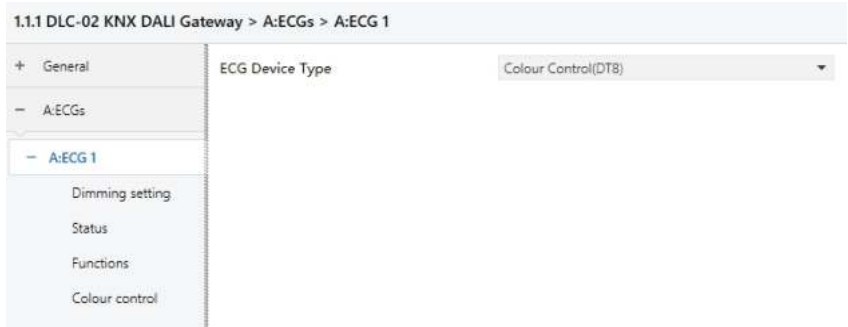 1.1.1 DLC-02 KNX DALI Gateway > A:ECGs > A:ECG 1
+ General
ECG Device Type Colour Control(DT8)
− A:ECGs
− A:ECG 1
Dimming setting
Status
Functions
Colour control